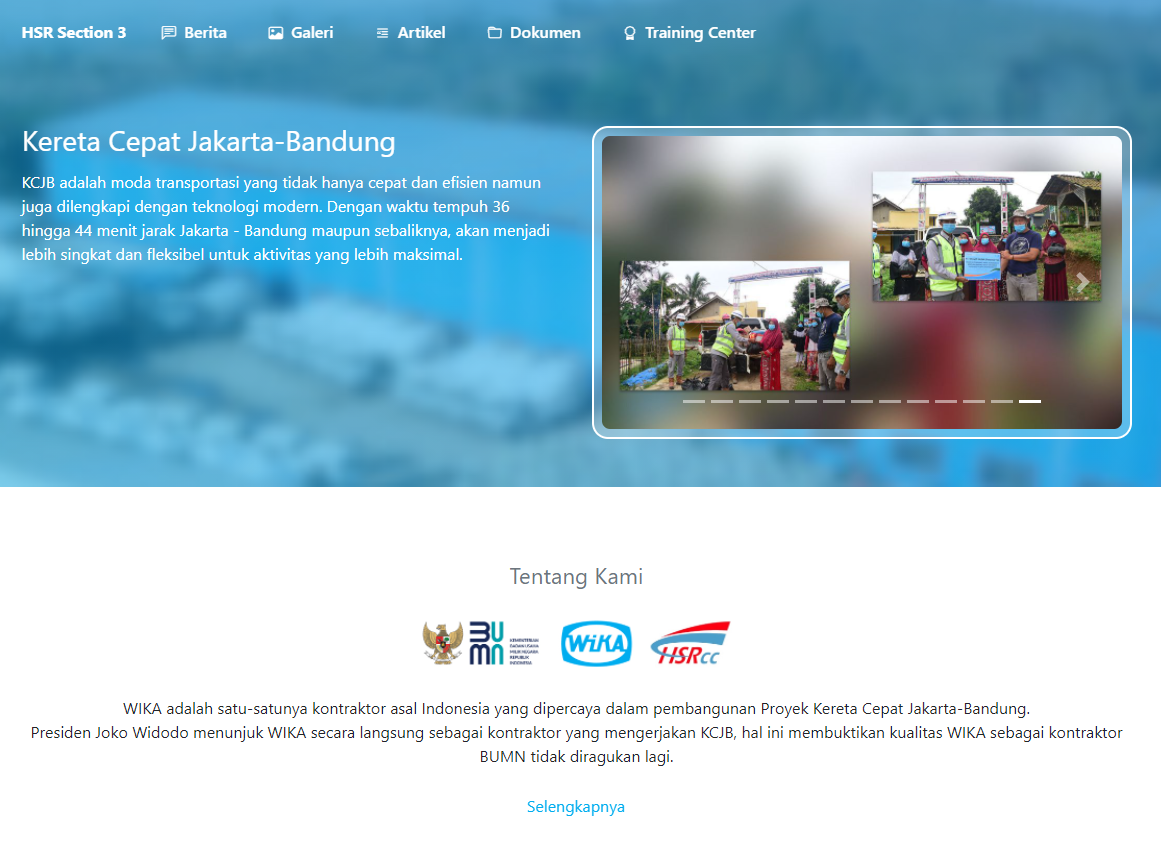 HSR Section 3 Berita Galeri Artikel Dokumen Training Center
Kereta Cepat Jakarta-Bandung
KCJB adalah moda transportasi yang tidak hanya cepat dan efisien namun
juga dilengkapi dengan teknologi modern. Dengan waktu tempuh 36
hingga 44 menit jarak Jakarta - Bandung maupun sebaliknya, akan menjadi
lebih singkat dan fleksibel untuk aktivitas yang lebih maksimal.
Tentang Kami
BUMN
KEMENTERIAN
BADAN USAHA
MILIK NEGARA
REPUBLIK
INDONESIA
WIKA
HSRCC
WIKA adalah satu-satunya kontraktor asal Indonesia yang dipercaya dalam pembangunan Proyek Kereta Cepat Jakarta-Bandung.
Presiden Joko Widodo menunjuk WIKA secara langsung sebagai kontraktor yang mengerjakan KCJB, hal ini membuktikan kualitas WIKA sebagai kontraktor
BUMN tidak diragukan lagi.
Selengkapnya